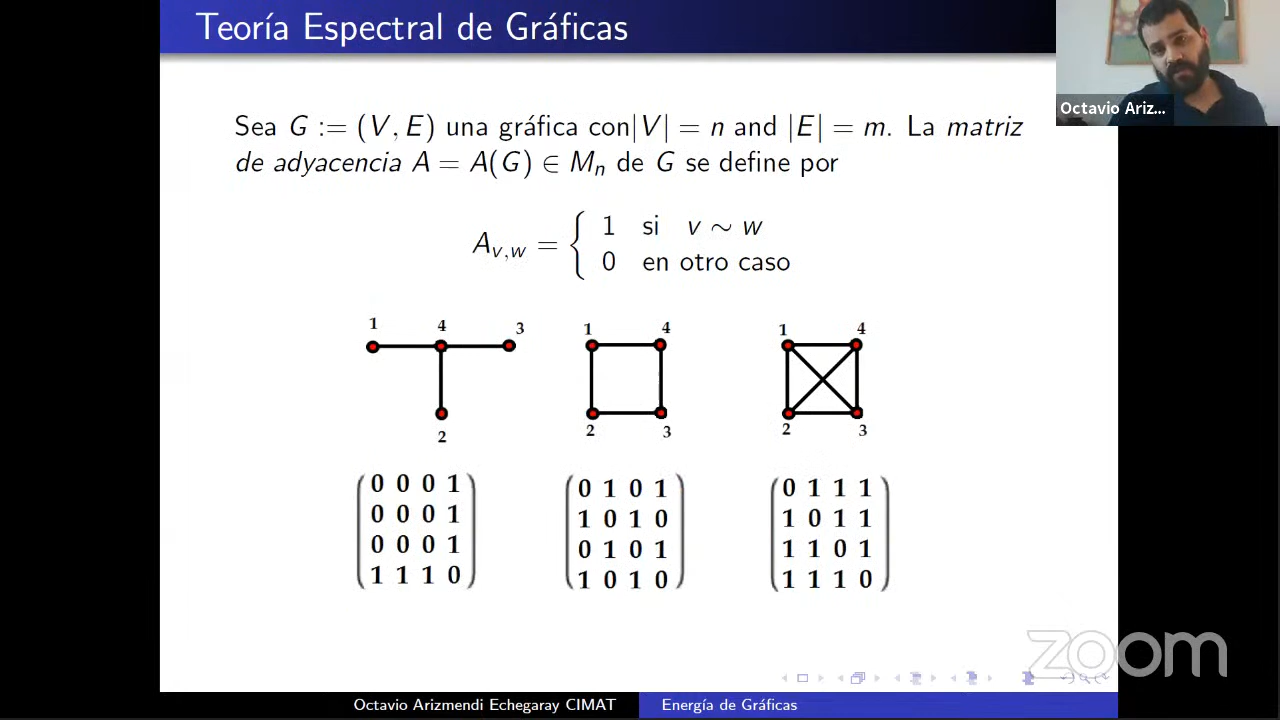 Teoría Espectral de Gráficas
Octavio Ariz...
Sea G := (V, E) una gráfica con|V| = n and |E| = m. La matriz
de adyacencia A = A(G) ∈ Mn de G se define por
Av,w = { 1 si v ∼ w
0 en otro caso
1 4 3
2
1 4
2 3
1 4
2 3
0 0 0 1
0 0 0 1
0 0 0 1
1 1 1 0
0 1 0 1
1 0 1 0
0 1 0 1
1 0 1 0
0 1 1 1
1 0 1 1
1 1 0 1
1 1 1 0
zoom
Octavio Arizmendi Echegaray CIMAT
Energía de Gráficas